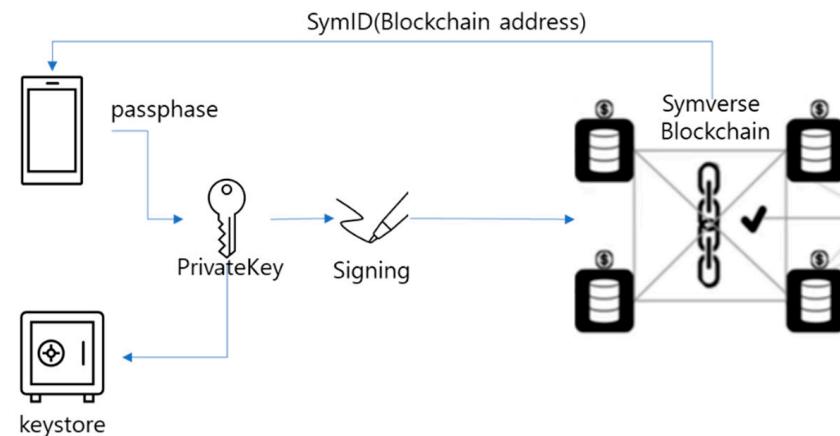 SymID(Blockchain address)
passphase
Symverse
Blockchain
PrivateKey
Signing
keystore
$
$
$
$